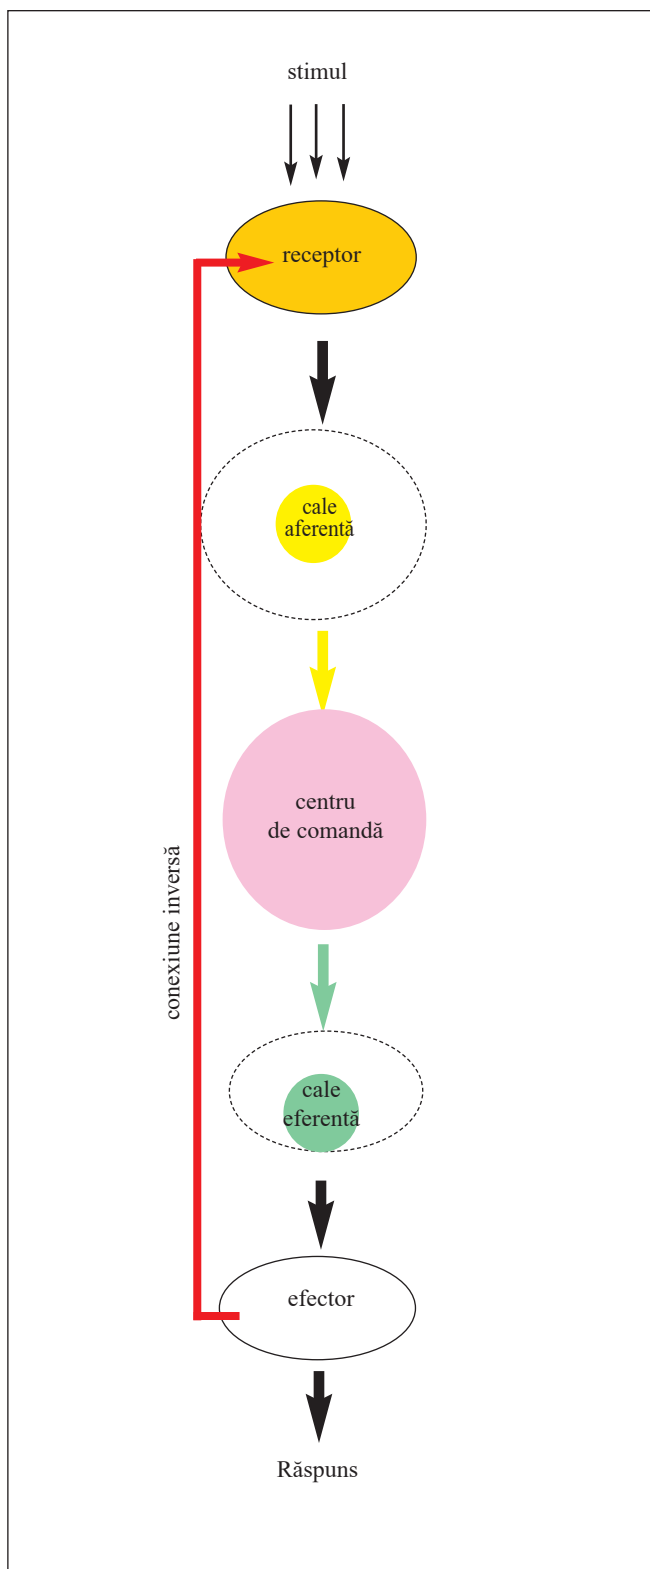 stimul
receptor
cale
aferentă
centru
de comandă
conexiune inversă
cale
eferentă
efector
Răspuns